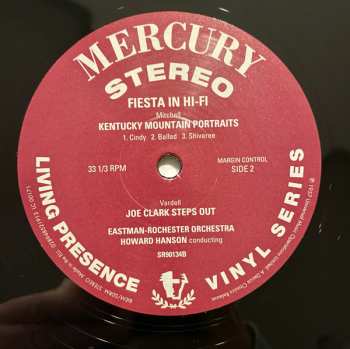 MERCURY
STEREO
FIESTA IN HI-FI
Mitchell
KENTUCKY MOUNTAIN PORTRAITS
1. Cindy 2. Ballad 3. Shivaree
33 1/3 RPM
MARGIN CONTROL
SIDE 2
Vardell
JOE CLARK STEPS OUT
EASTMAN-ROCHESTER ORCHESTRA
HOWARD HANSON conducting
SR90134B
LIVING PRESENCE
VINYL SERIES